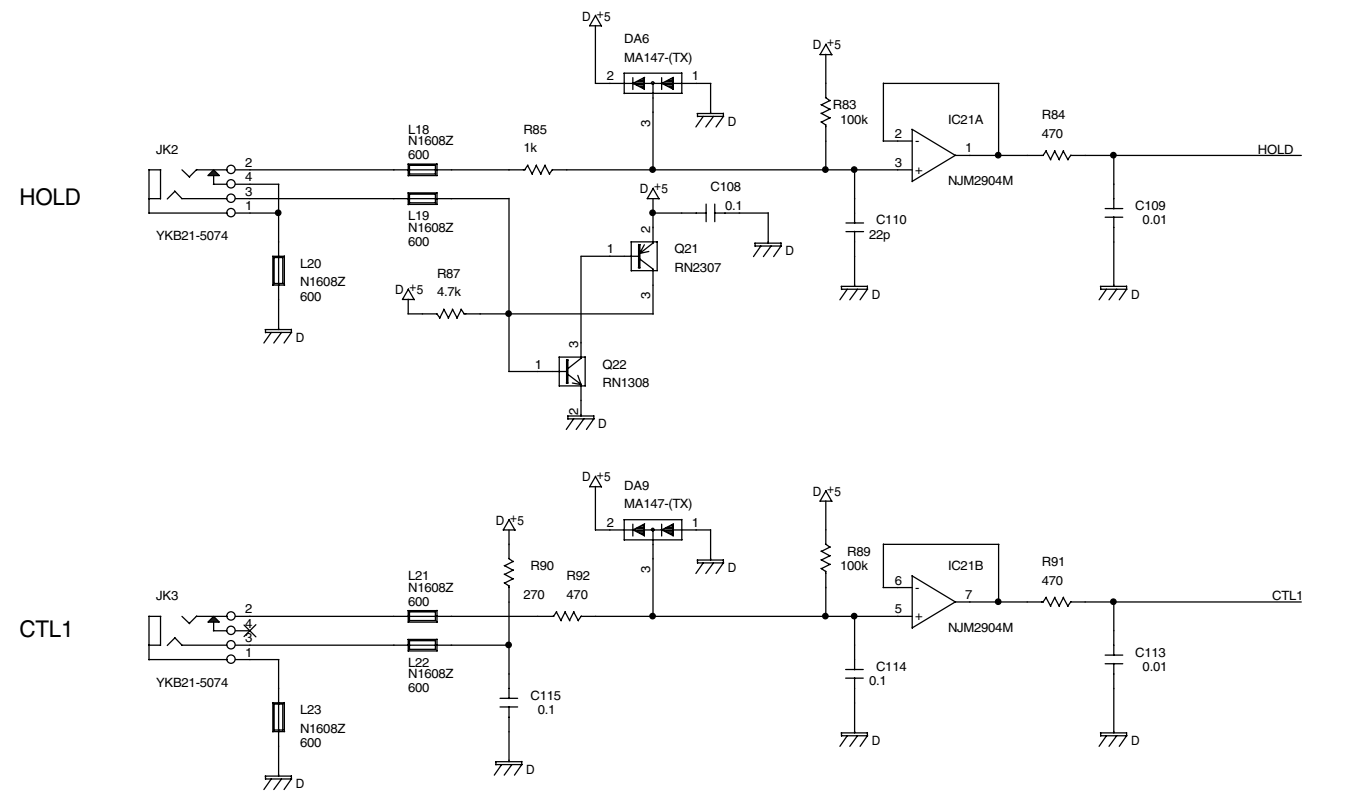 HOLD
JK2
YKB21-5074
2
4
3
1
L18
N1608Z
600
L19
N1608Z
600
L20
N1608Z
600
D
R85
1k
D +5
DA6
MA147-(TX)
2
1
3
D
D +5
R83
100k
IC21A
2
-
3
+
1
NJM2904M
R84
470
HOLD
C109
0.01
D
C110
22p
D
D +5
C108
0.1
D
2
1
3
Q21
RN2307
D +5
R87
4.7k
3
1
2
Q22
RN1308
D
CTL1
JK3
YKB21-5074
2
4
3
1
L21
N1608Z
600
L22
N1608Z
600
L23
N1608Z
600
D
D +5
R90
270
R92
470
C115
0.1
D
D +5
DA9
MA147-(TX)
2
1
3
D
D +5
R89
100k
C114
0.1
D
IC21B
6
-
5
+
7
NJM2904M
R91
470
CTL1
C113
0.01
D